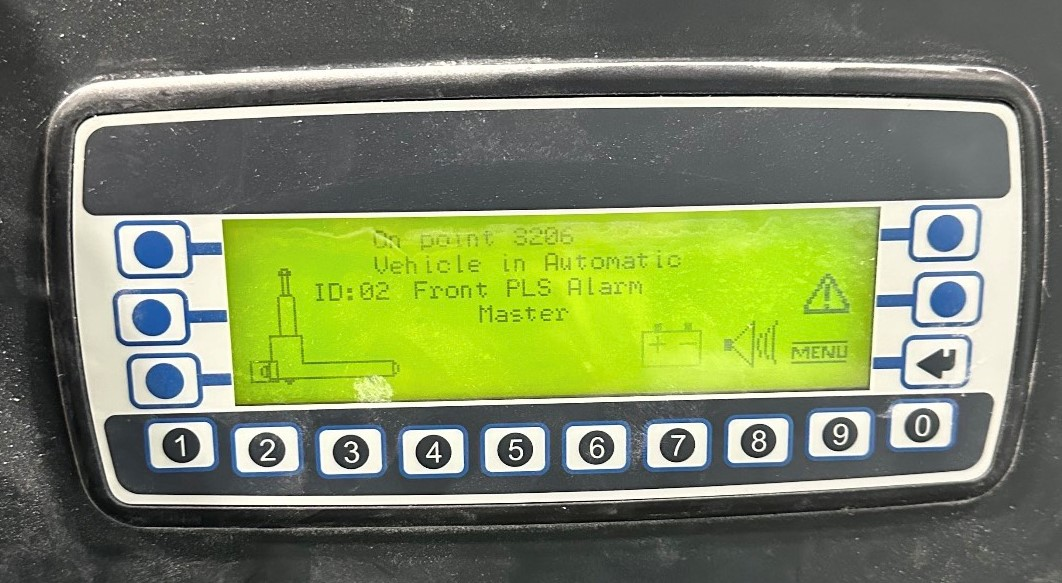 On point 3206
Vehicle in Automatic
ID:02 Front PLS Alarm
Master
+ -
MENU
1 2 3 4 5 6 7 8 9 0